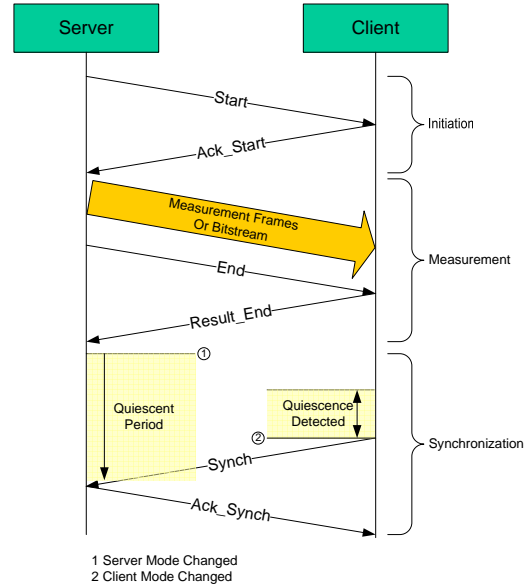 Server
Client
Start
Ack_Start
Initiation
Measurement Frames
Or Bitstream
End
Result_End
Measurement
①
Quiescent
Period
Quiescence
Detected
②
Synch
Ack_Synch
Synchronization
1 Server Mode Changed
2 Client Mode Changed